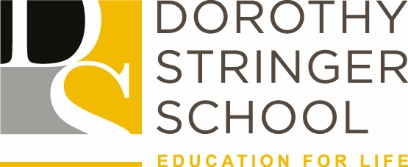 DS
DOROTHY
STRINGER
SCHOOL
EDUCATION FOR LIFE